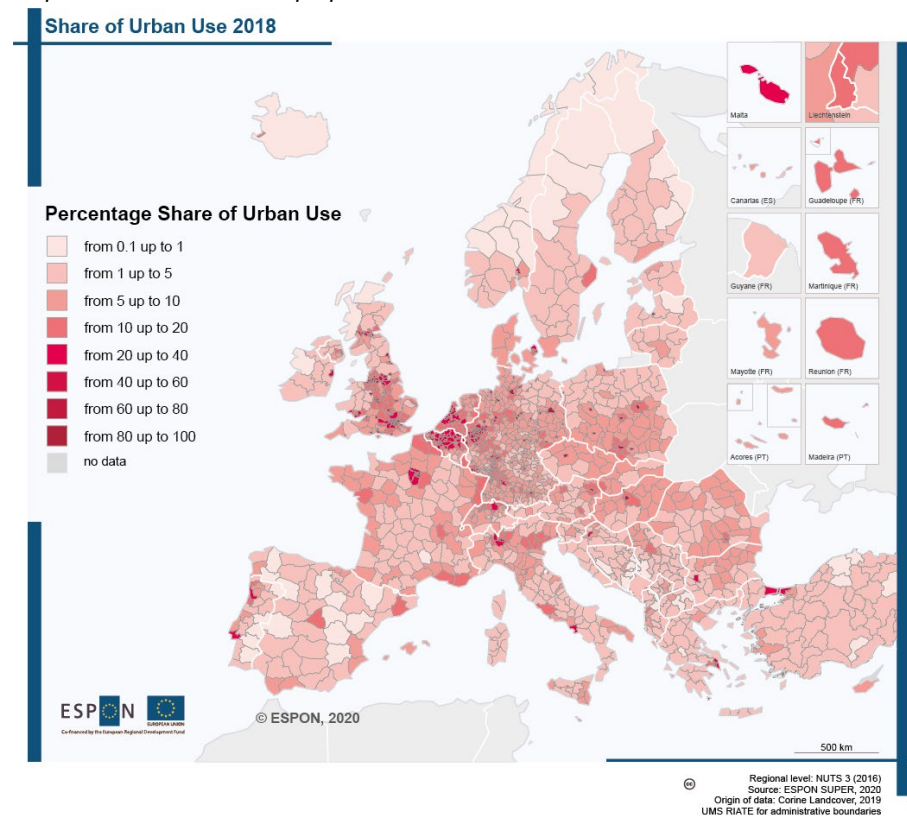 Share of Urban Use 2018
Malta
Liechtenstein
Canarias (ES)
Guadeloupe (FR)
Percentage Share of Urban Use
from 0.1 up to 1
from 1 up to 5
from 5 up to 10
from 10 up to 20
from 20 up to 40
from 40 up to 60
from 60 up to 80
from 80 up to 100
no data
Guyane (FR)
Martinique (FR)
Mayotte (FR)
Reunion (FR)
Acores (PT)
Madeira (PT)
ESPON
EUROPEAN UNION
Co-financed by the European Regional Development Fund
© ESPON, 2020
500 km
cc
Regional level: NUTS 3 (2016)
Source: ESPON SUPER, 2020
Origin of data: Corine Landcover, 2019
UMS RIATE for administrative boundaries